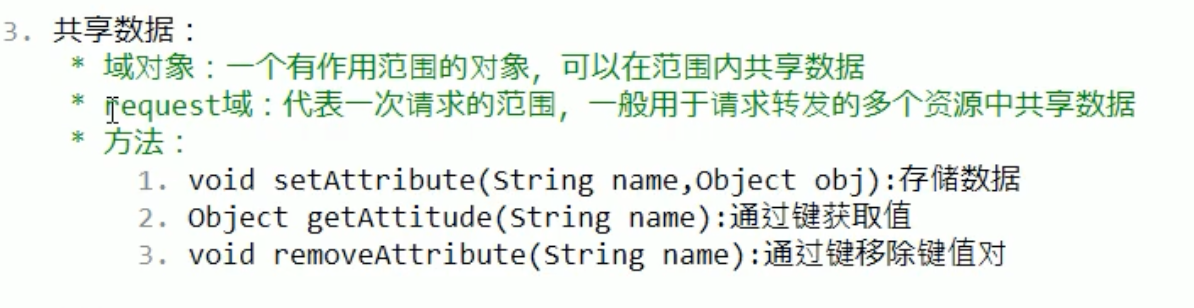 3. 共享数据：
* 域对象：一个有作用范围的对象，可以在范围内共享数据
* request域：代表一次请求的范围，一般用于请求转发的多个资源中共享数据
* 方法：
1. void setAttribute(String name,Object obj):存储数据
2. Object getAttitude(String name):通过键获取值
3. void removeAttribute(String name):通过键移除键值对